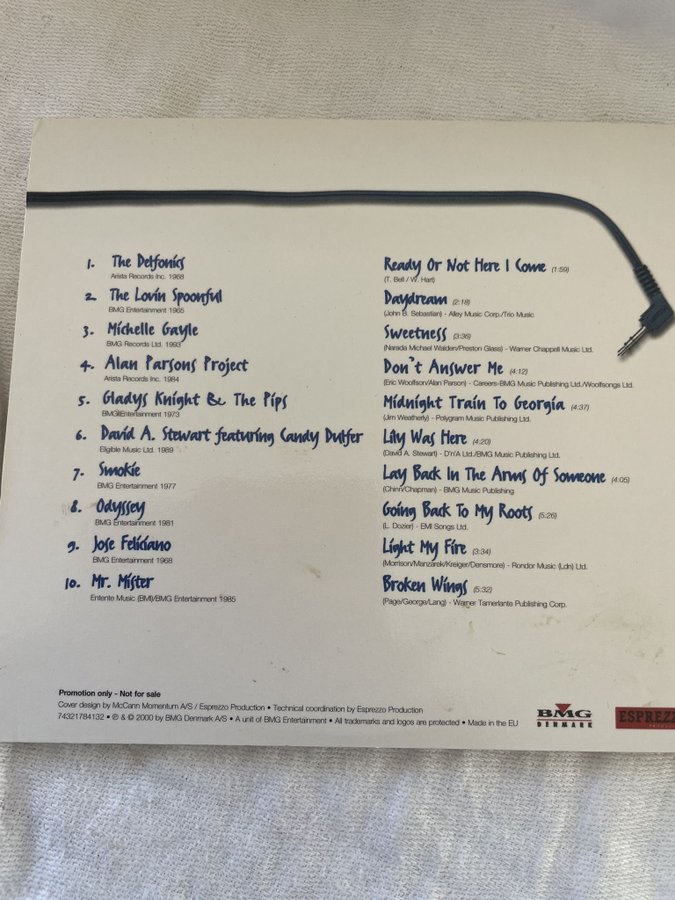 1. The Delfonics Ready Or Not Here I Come (1:59)
Arista Records Inc. 1968 (T. Bell / W. Hart)
2. The Lovin Spoonful Daydream (2:18)
BMG Entertainment 1965 (John B. Sebastian) - Alley Music Corp./Trio Music
3. Michelle Gayle Sweetness (3:36)
BMG Records Ltd. 1993 (Narada Michael Walden/Preston Glass) - Warner Chappell Music Ltd.
4. Alan Parsons Project Don't Answer Me (4:12)
Arista Records Inc. 1984 (Eric Woolfson/Alan Parson) - Careers-BMG Music Publishing Ltd./Woolfsongs Ltd.
5. Gladys Knight & The Pips Midnight Train To Georgia (4:37)
BMG/Entertainment 1973 (Jim Weatherly) - Polygram Music Publishing Ltd.
6. David A. Stewart featuring Candy Dulfer Lily Was Here (4:20)
Eligible Music Ltd. 1989 (David A. Stewart) - D'n'A Ltd./BMG Music Publishing Ltd.
7. Smokie Lay Back In The Arms Of Someone (4:05)
BMG Entertainment 1977 (Chinn/Chapman) - BMG Music Publishing
8. Odyssey Going Back To My Roots (5:26)
BMG Entertainment 1981 (L. Dozier) - EMI Songs Ltd.
9. Jose Feliciano Light My Fire (3:34)
BMG Entertainment 1968 (Morrison/Manzarek/Kreiger/Densmore) - Rondor Music (Ldn) Ltd.
10. Mr. Mister Broken Wings (5:32)
Entente Music (BMI)/BMG Entertainment 1985 (Page/George/Lang) - Warner Tamerlante Publishing Corp.
Promotion only - Not for sale
Cover design by McCann Momentum A/S / Esprezzo Production • Technical coordination by Esprezzo Production
74321784132 • ℗ & © 2000 by BMG Denmark A/S • A unit of BMG Entertainment • All trademarks and logos are protected • Made in the EU
BMG
DENMARK
ESPREZZ